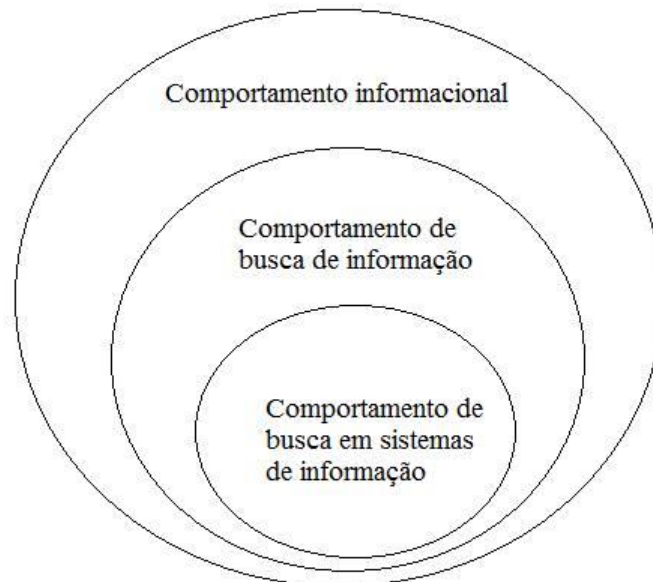 Comportamento informacional
Comportamento de
busca de informação
Comportamento de
busca em sistemas
de informação